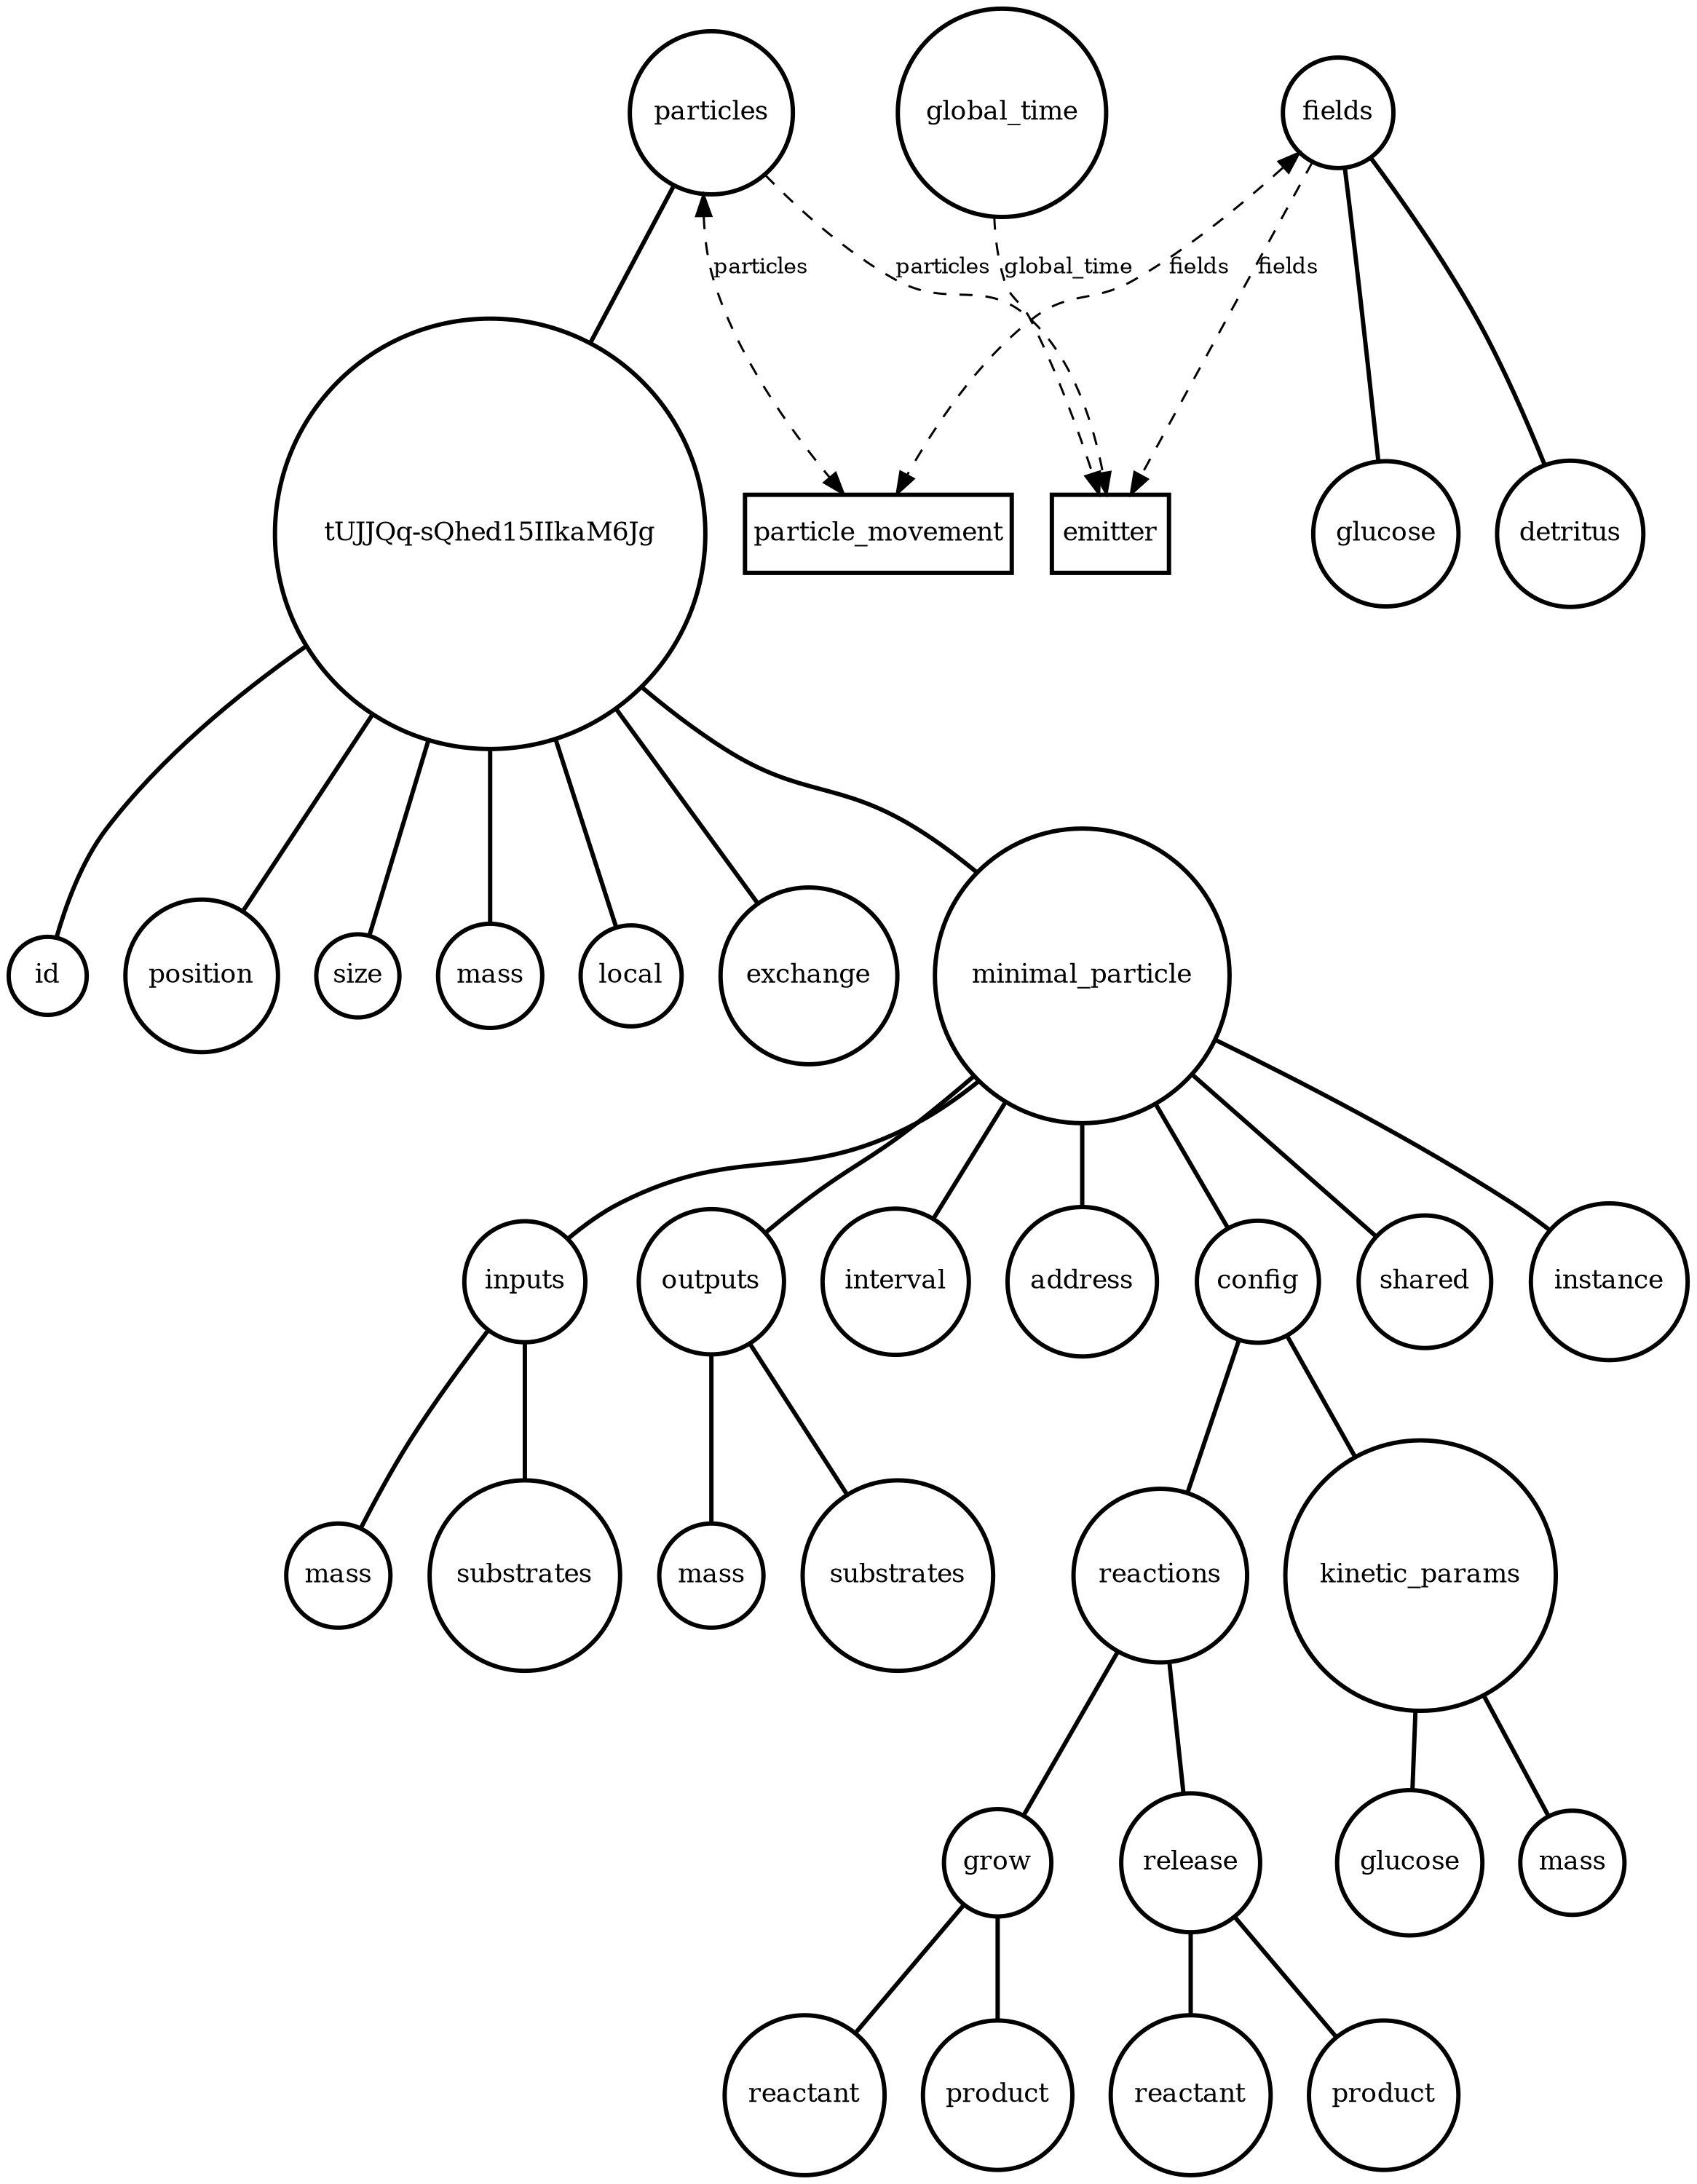 particles
global_time
fields
particles
particles
global_time
fields
fields
tUJJQq-sQhed15IIkaM6Jg
particle_movement
emitter
glucose
detritus
id
position
size
mass
local
exchange
minimal_particle
inputs
outputs
interval
address
config
shared
instance
mass
substrates
mass
substrates
reactions
kinetic_params
grow
release
glucose
mass
reactant
product
reactant
product